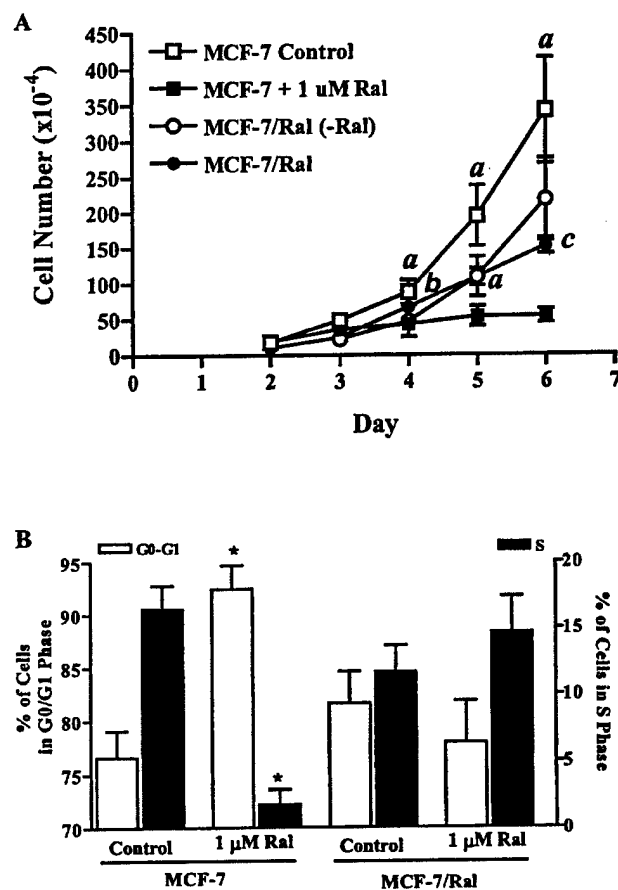 A
MCF-7 Control
MCF-7 + 1 uM Ral
MCF-7/Ral (-Ral)
MCF-7/Ral
Cell Number (x10⁻⁴)
450
400
350
300
250
200
150
100
50
0
a
a
a
b
a
c
0 1 2 3 4 5 6 7
Day
B
G0-G1
S
% of Cells
in G0/G1 Phase
95
90
85
80
75
70
*
*
20
15
10
5
0
% of Cells in S Phase
Control 1 µM Ral Control 1 µM Ral
MCF-7 MCF-7/Ral